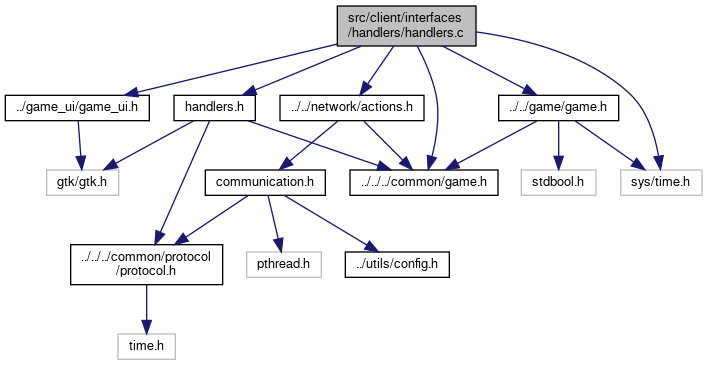 src/client/interfaces
/handlers/handlers.c
../game_ui/game_ui.h
handlers.h
../../network/actions.h
../../game/game.h
gtk/gtk.h
communication.h
../../../common/game.h
stdbool.h
sys/time.h
../../../common/protocol
/protocol.h
pthread.h
../utils/config.h
time.h